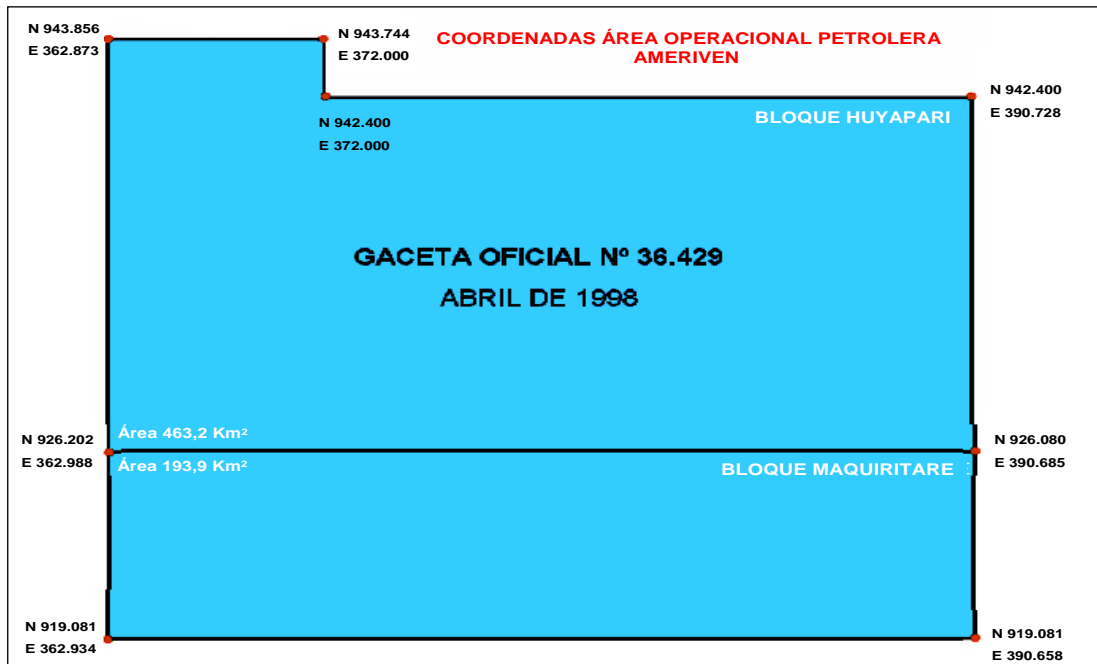 N 943.856
E 362.873
N 943.744
E 372.000
COORDENADAS ÁREA OPERACIONAL PETROLERA
AMERIVEN
N 942.400
E 390.728
N 942.400
E 372.000
BLOQUE HUYAPARI
GACETA OFICIAL Nº 36.429
ABRIL DE 1998
N 926.202
E 362.988
Área 463,2 Km²
Área 193,9 Km²
N 926.080
E 390.685
BLOQUE MAQUIRITARE
N 919.081
E 362.934
N 919.081
E 390.658